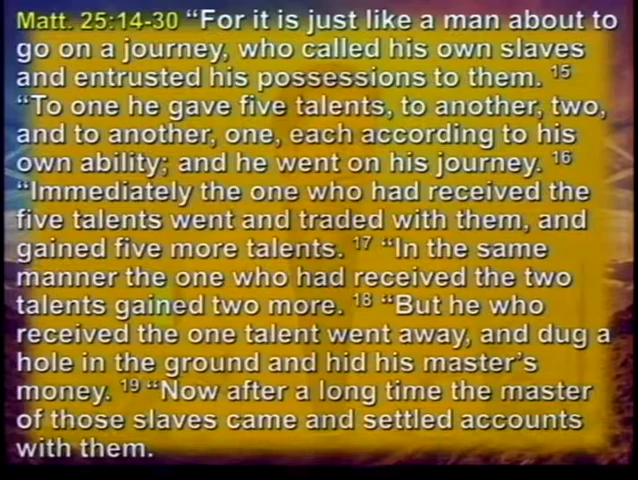 Matt. 25:14-30 “For it is just like a man about to
go on a journey, who called his own slaves
and entrusted his possessions to them. 15
“To one he gave five talents, to another, two,
and to another, one, each according to his
own ability; and he went on his journey. 16
“Immediately the one who had received the
five talents went and traded with them, and
gained five more talents. 17 “In the same
manner the one who had received the two
talents gained two more. 18 “But he who
received the one talent went away, and dug a
hole in the ground and hid his master’s
money. 19 “Now after a long time the master
of those slaves came and settled accounts
with them.